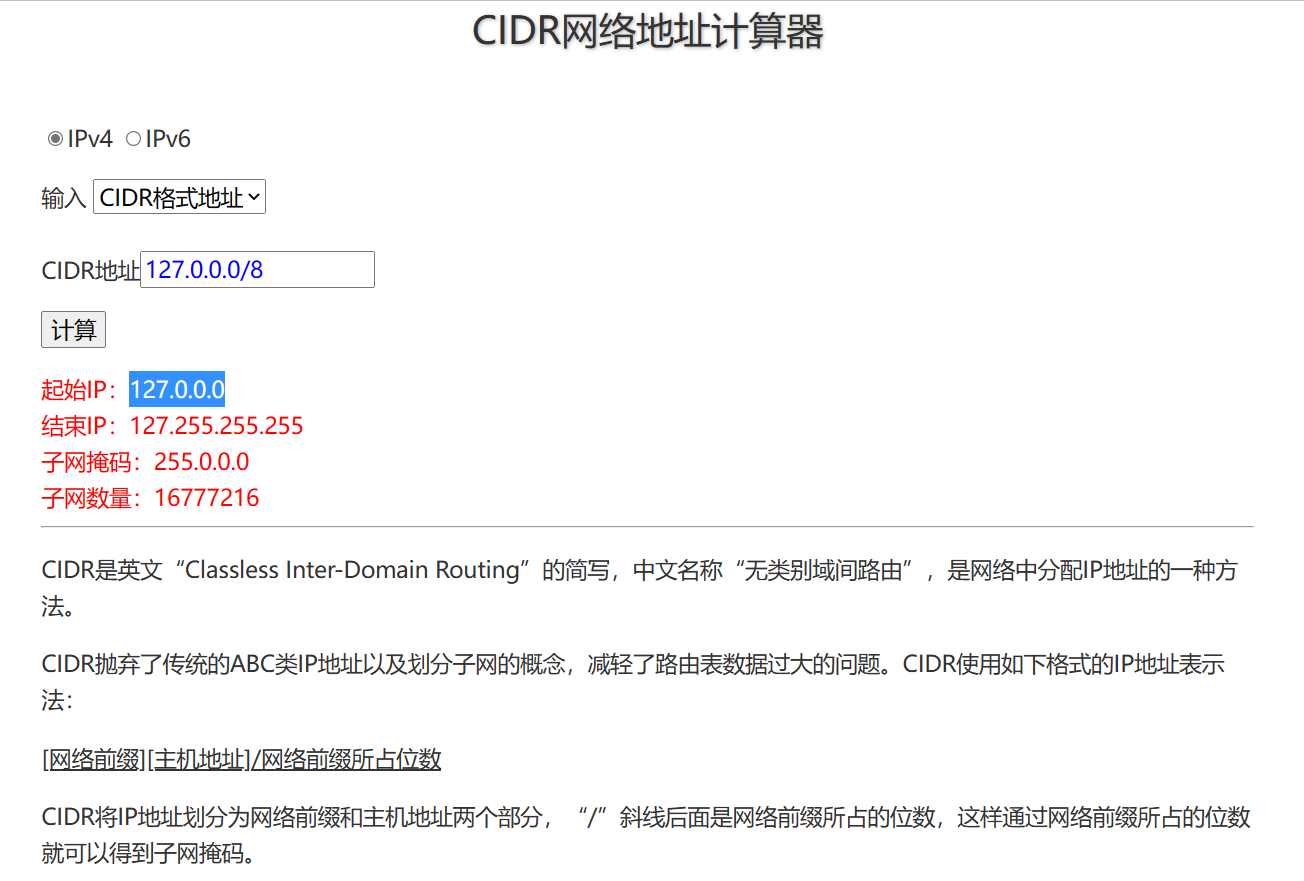 CIDR网络地址计算器
IPv4 IPv6
输入 CIDR格式地址
CIDR地址 127.0.0.0/8
计算
起始IP：127.0.0.0
结束IP：127.255.255.255
子网掩码：255.0.0.0
子网数量：16777216
CIDR是英文“Classless Inter-Domain Routing”的简写，中文名称“无类别域间路由”，是网络中分配IP地址的一种方
法。
CIDR抛弃了传统的ABC类IP地址以及划分子网的概念，减轻了路由表数据过大的问题。CIDR使用如下格式的IP地址表示
法：
[网络前缀][主机地址]/网络前缀所占位数
CIDR将IP地址划分为网络前缀和主机地址两个部分，“/”斜线后面是网络前缀所占的位数，这样通过网络前缀所占的位数
就可以得到子网掩码。